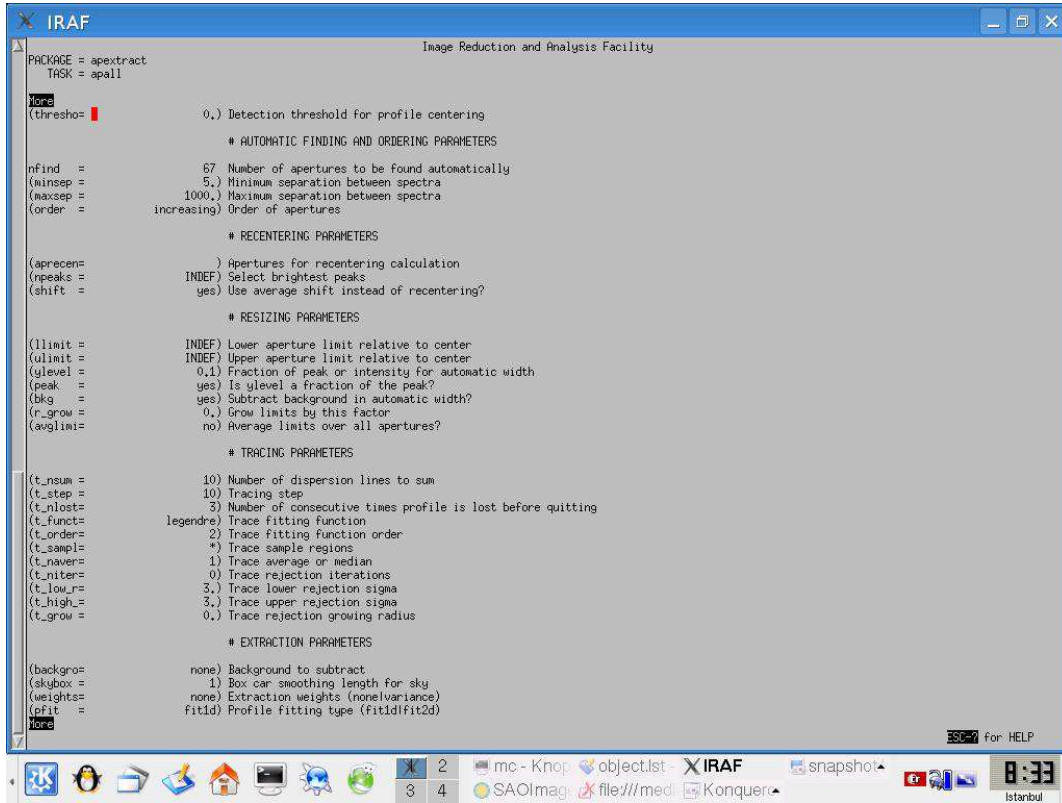 IRAF
Image Reduction and Analysis Facility
PACKAGE = apextract
TASK = apall
More
(thresho= 0.) Detection threshold for profile centering
# AUTOMATIC FINDING AND ORDERING PARAMETERS
nfind = 67 Number of apertures to be found automatically
(minsep = 5.) Minimum separation between spectra
(maxsep = 1000.) Maximum separation between spectra
(order = increasing) Order of apertures
# RECENTERING PARAMETERS
(aprecen= ) Apertures for recentering calculation
(npeaks = INDEF) Select brightest peaks
(shift = yes) Use average shift instead of recentering?
# RESIZING PARAMETERS
(llimit = INDEF) Lower aperture limit relative to center
(ulimit = INDEF) Upper aperture limit relative to center
(ylevel = 0.1) Fraction of peak or intensity for automatic width
(peak = yes) Is ylevel a fraction of the peak?
(bkg = yes) Subtract background in automatic width?
(r_grow = 0.) Grow limits by this factor
(avglimi= no) Average limits over all apertures?
# TRACING PARAMETERS
(t_nsum = 10) Number of dispersion lines to sum
(t_step = 10) Tracing step
(t_nlost= 3) Number of consecutive times profile is lost before quitting
(t_funct= legendre) Trace fitting function
(t_order= 2) Trace fitting function order
(t_sampl= *) Trace sample regions
(t_naver= 1) Trace average or median
(t_niter= 0) Trace rejection iterations
(t_low_r= 3.) Trace lower rejection sigma
(t_high_= 3.) Trace upper rejection sigma
(t_grow = 0.) Trace rejection growing radius
# EXTRACTION PARAMETERS
(backgro= none) Background to subtract
(skybox = 1) Box car smoothing length for sky
(weights= none) Extraction weights (none|variance)
(pfit = fit1d) Profile fitting type (fit1d|fit2d)
More
ESC-? for HELP
2
3 4
mc - Knop
object.lst
IRAF
snapshot
SAOImag
file:///medi
Konquerc
8:33
Istanbul